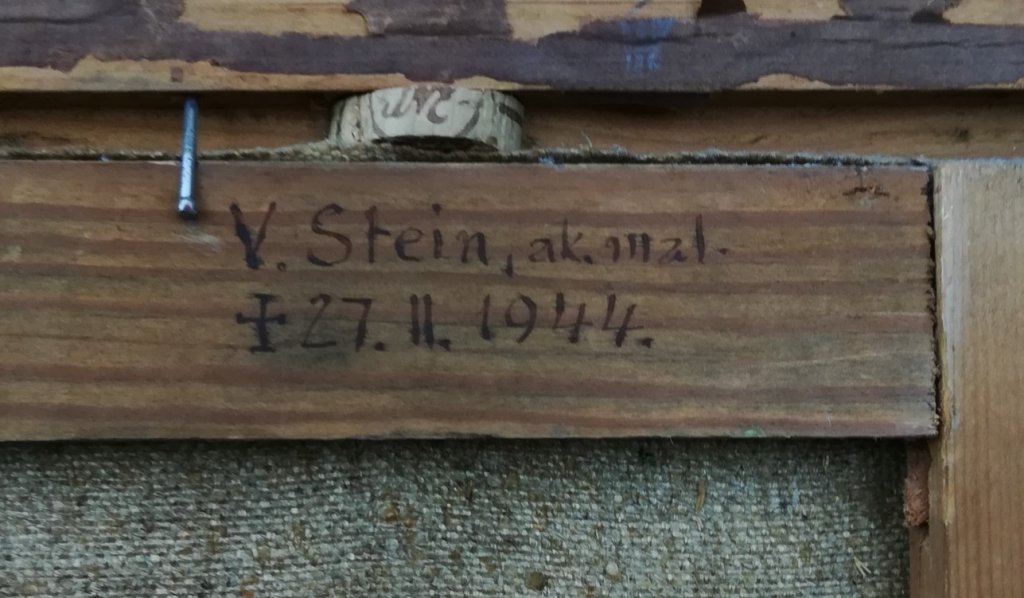 V. Stein, ak. mal.
✝ 27. II. 1944.